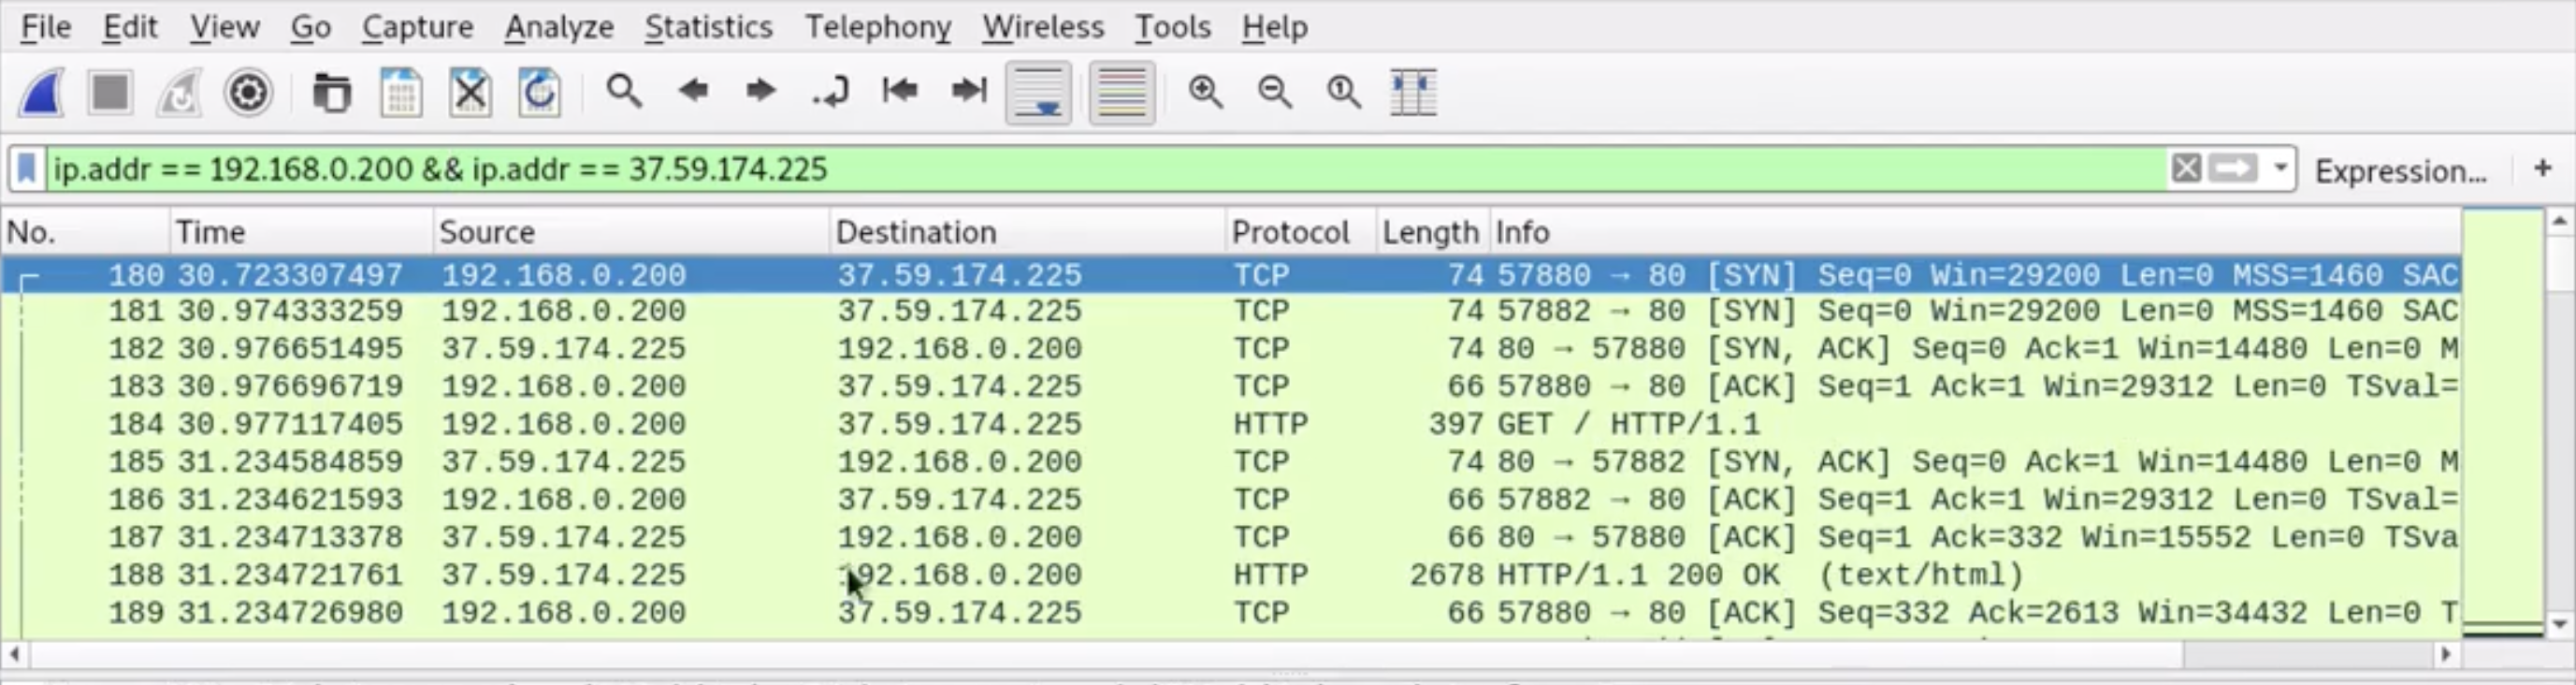 File Edit View Go Capture Analyze Statistics Telephony Wireless Tools Help
ip.addr == 192.168.0.200 && ip.addr == 37.59.174.225 Expression... +
No. Time Source Destination Protocol Length Info
180 30.723307497 192.168.0.200 37.59.174.225 TCP 74 57880 → 80 [SYN] Seq=0 Win=29200 Len=0 MSS=1460 SAC
181 30.974333259 192.168.0.200 37.59.174.225 TCP 74 57882 → 80 [SYN] Seq=0 Win=29200 Len=0 MSS=1460 SAC
182 30.976651495 37.59.174.225 192.168.0.200 TCP 74 80 → 57880 [SYN, ACK] Seq=0 Ack=1 Win=14480 Len=0 M
183 30.976696719 192.168.0.200 37.59.174.225 TCP 66 57880 → 80 [ACK] Seq=1 Ack=1 Win=29312 Len=0 TSval=
184 30.977117405 192.168.0.200 37.59.174.225 HTTP 397 GET / HTTP/1.1
185 31.234584859 37.59.174.225 192.168.0.200 TCP 74 80 → 57882 [SYN, ACK] Seq=0 Ack=1 Win=14480 Len=0 M
186 31.234621593 192.168.0.200 37.59.174.225 TCP 66 57882 → 80 [ACK] Seq=1 Ack=1 Win=29312 Len=0 TSval=
187 31.234713378 37.59.174.225 192.168.0.200 TCP 66 80 → 57880 [ACK] Seq=1 Ack=332 Win=15552 Len=0 TSva
188 31.234721761 37.59.174.225 192.168.0.200 HTTP 2678 HTTP/1.1 200 OK (text/html)
189 31.234726980 192.168.0.200 37.59.174.225 TCP 66 57880 → 80 [ACK] Seq=332 Ack=2613 Win=34432 Len=0 T